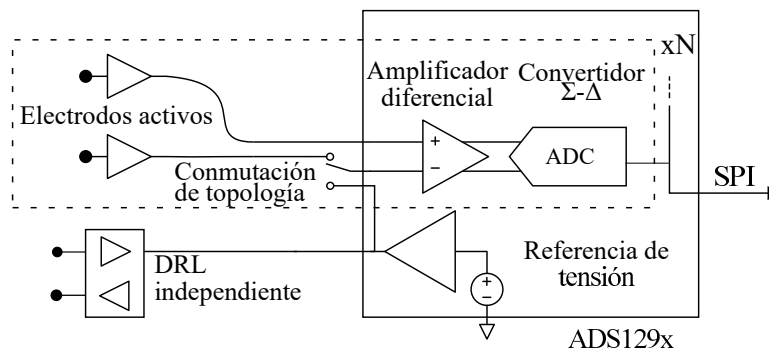 xN
Amplificador
diferencial
Convertidor
Σ-Δ
Electrodos activos
+
−
ADC
Conmutación
de topología
SPI
DRL
independiente
+
−
Referencia de
tensión
ADS129x